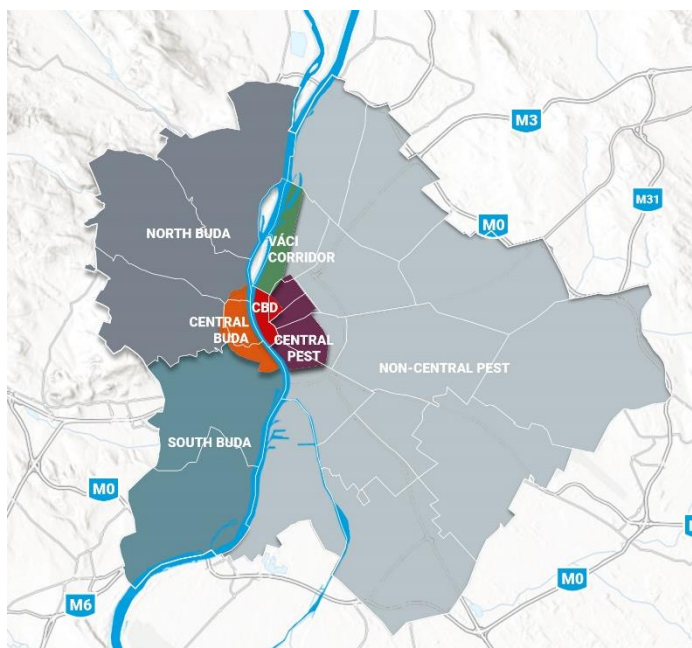 M3
M31
M0
NORTH BUDA
VÁCI
CORRIDOR
CBD
CENTRAL
BUDA
CENTRAL
PEST
NON-CENTRAL PEST
SOUTH BUDA
M0
M0
M6